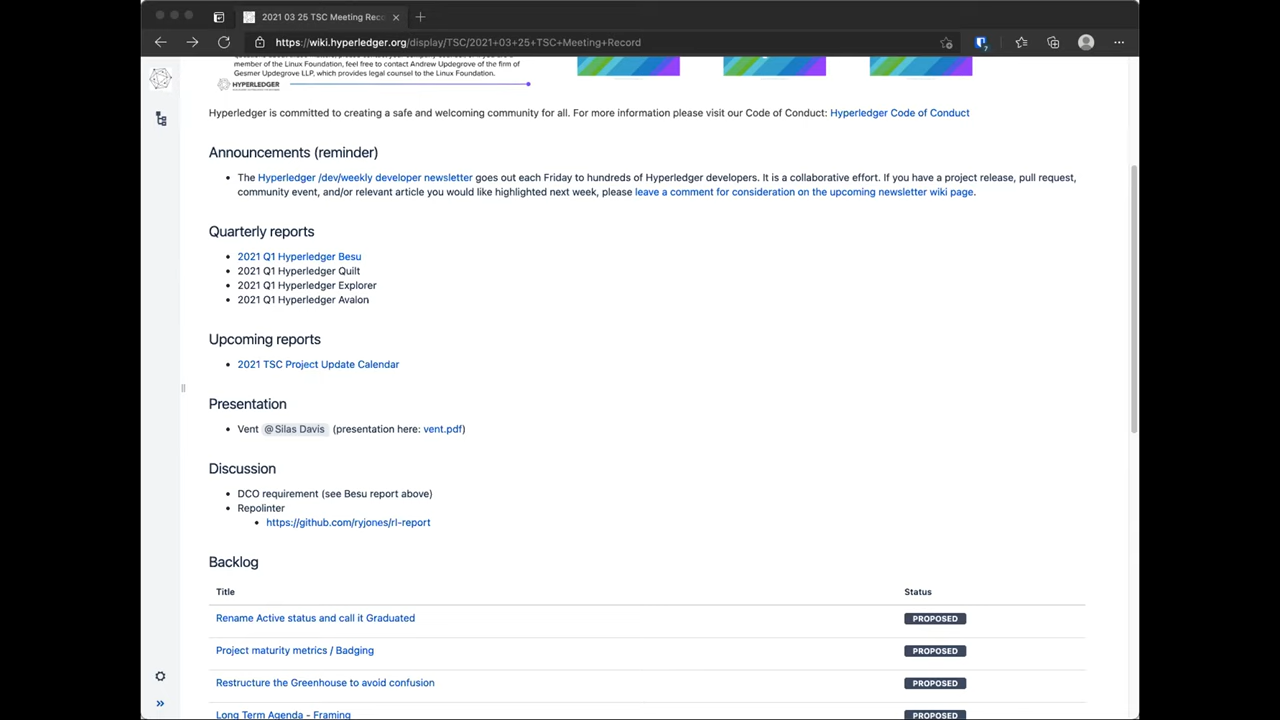 2021 03 25 TSC Meeting Reco
https://wiki.hyperledger.org/display/TSC/2021+03+25+TSC+Meeting+Record
member of the Linux Foundation, feel free to contact Andrew Updegrove of the firm of
Gesmer Updegrove LLP, which provides legal counsel to the Linux Foundation.
HYPERLEDGER
Hyperledger is committed to creating a safe and welcoming community for all. For more information please visit our Code of Conduct: Hyperledger Code of Conduct
Announcements (reminder)
• The Hyperledger /dev/weekly developer newsletter goes out each Friday to hundreds of Hyperledger developers. It is a collaborative effort. If you have a project release, pull request,
community event, and/or relevant article you would like highlighted next week, please leave a comment for consideration on the upcoming newsletter wiki page.
Quarterly reports
• 2021 Q1 Hyperledger Besu
• 2021 Q1 Hyperledger Quilt
• 2021 Q1 Hyperledger Explorer
• 2021 Q1 Hyperledger Avalon
Upcoming reports
• 2021 TSC Project Update Calendar
Presentation
• Vent @Silas Davis (presentation here: vent.pdf)
Discussion
• DCO requirement (see Besu report above)
• Repolinter
• https://github.com/ryjones/rl-report
Backlog
Title Status
Rename Active status and call it Graduated PROPOSED
Project maturity metrics / Badging PROPOSED
Restructure the Greenhouse to avoid confusion PROPOSED
Long Term Agenda - Framing PROPOSED